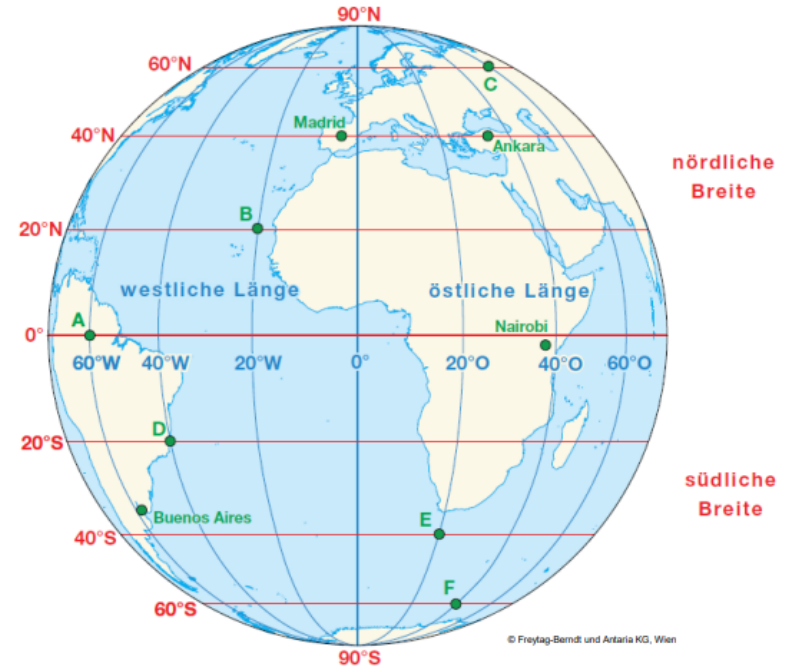 90°N
60°N
C
Madrid
40°N
Ankara
nördliche
Breite
B
20°N
westliche Länge
östliche Länge
A
Nairobi
0°
60°W 40°W 20°W 0° 20°O 40°O 60°O
D
20°S
südliche
Breite
Buenos Aires
E
40°S
F
60°S
© Freytag-Berndt und Antaria KG, Wien
90°S